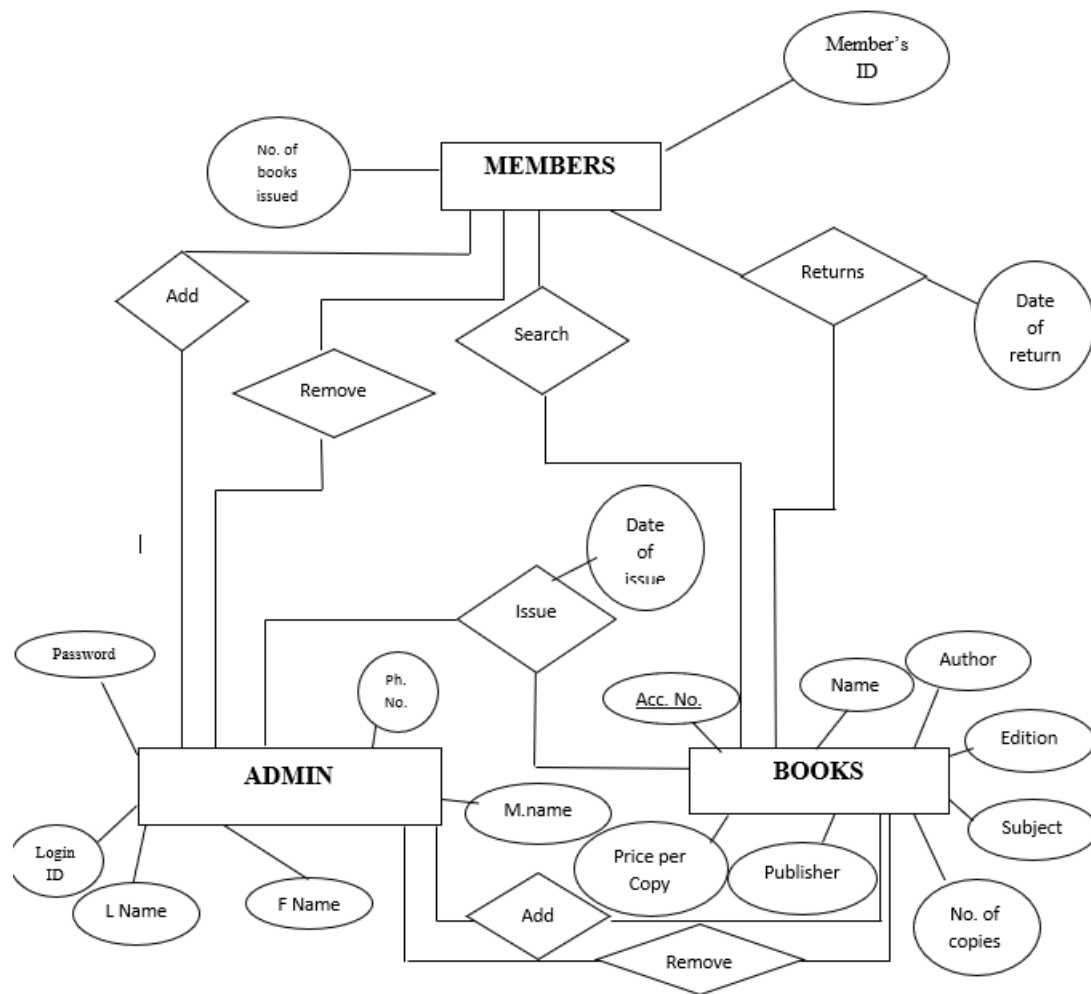 Member's
ID
No. of
books
issued
MEMBERS
Add
Returns
Date
of
return
Search
Remove
Date
of
issue
Issue
Password
Ph.
No.
Acc. No.
Name
Author
Edition
ADMIN
BOOKS
M.name
Subject
Login
ID
L Name
F Name
Price per
Copy
Publisher
Add
No. of
copies
Remove